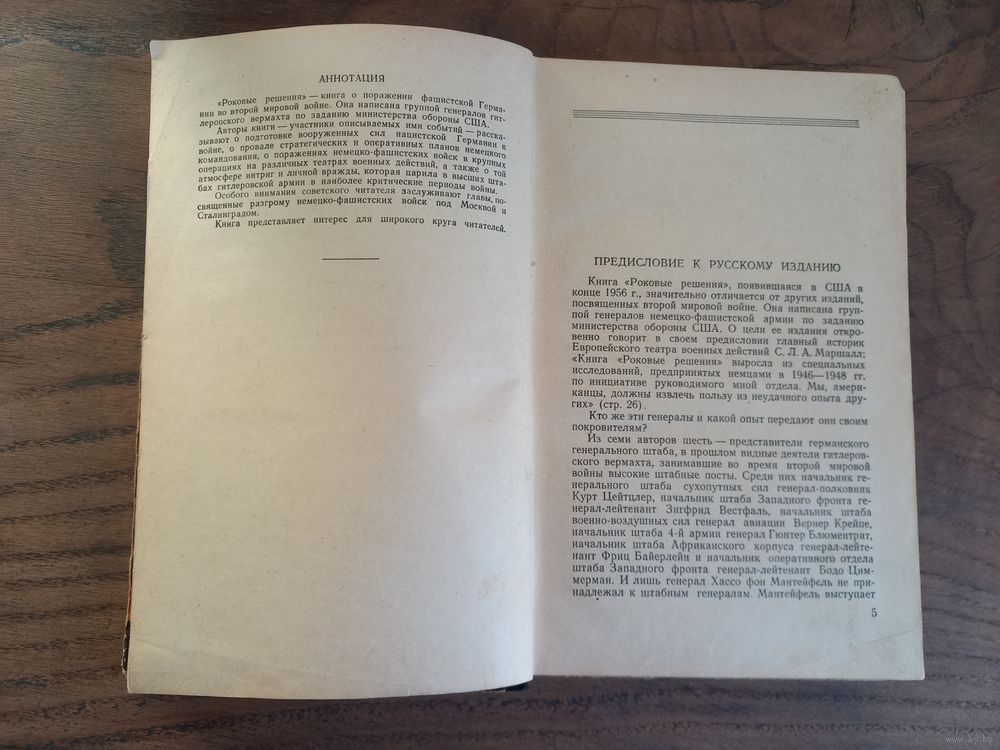 АННОТАЦИЯ
«Роковые решения» — книга о поражении фашистской Герма-
нии во второй мировой войне. Она написана группой генералов гит-
леровского вермахта по заданию министерства обороны США.
Авторы книги — участники описываемых ими событий — расска-
зывают о подготовке вооруженных сил нацистской Германии к
войне, о провале стратегических и оперативных планов немецкого
командования, о поражениях немецко-фашистских войск в крупных
операциях на различных театрах военных действий, а также о той
атмосфере интриг и личной вражды, которая царила в высших шта-
бах гитлеровской армии в наиболее критические периоды войны.
Особого внимания советского читателя заслуживают главы, по-
священные разгрому немецко-фашистских войск под Москвой и
Сталинградом.
Книга представляет интерес для широкого круга читателей.
ПРЕДИСЛОВИЕ К РУССКОМУ ИЗДАНИЮ
Книга «Роковые решения», появившаяся в США в
конце 1956 г., значительно отличается от других изданий,
посвященных второй мировой войне. Она написана груп-
пой генералов немецко-фашистской армии по заданию
министерства обороны США. О цели ее издания откро-
венно говорит в своем предисловии главный историк
Европейского театра военных действий С. Л. А. Маршалл:
«Книга «Роковые решения» выросла из специальных
исследований, предпринятых немцами в 1946—1948 гг.
по инициативе руководимого мной отдела. Мы, амери-
канцы, должны извлечь пользу из неудачного опыта дру-
гих» (стр. 26).
Кто же эти генералы и какой опыт передают они своим
покровителям?
Из семи авторов шесть — представители германского
генерального штаба, в прошлом видные деятели гитлеров-
ского вермахта, занимавшие во время второй мировой
войны высокие штабные посты. Среди них начальник ге-
нерального штаба сухопутных сил генерал-полковник
Курт Цейтцлер, начальник штаба Западного фронта ге-
нерал-лейтенант Зигфрид Вестфаль, начальник штаба
военно-воздушных сил генерал авиации Вернер Крейпе,
начальник штаба 4-й армии генерал Гюнтер Блюментрит,
начальник штаба Африканского корпуса генерал-лейте-
нант Фриц Байерлейн и начальник оперативного отдела
штаба Западного фронта генерал-лейтенант Бодо Цим-
мерман. И лишь генерал Хассо фон Мантейфель не при-
надлежал к штабным генералам. Мантейфель выступает
5
www.ay.by